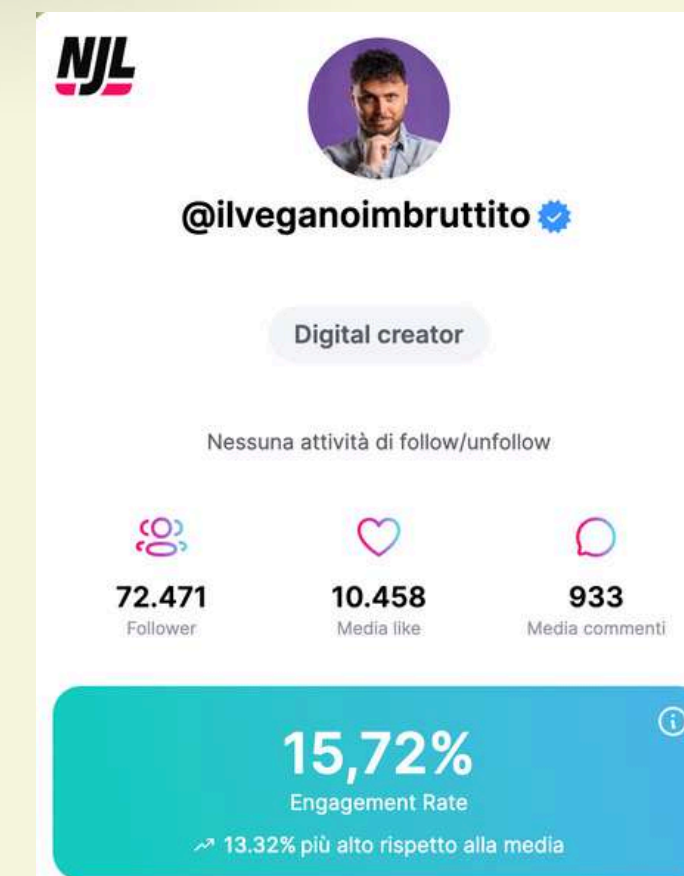 NJL
@ilveganoimbruttito
Digital creator
Nessuna attività di follow/unfollow
72.471 10.458 933
Follower Media like Media commenti
15,72%
Engagement Rate
13.32% più alto rispetto alla media